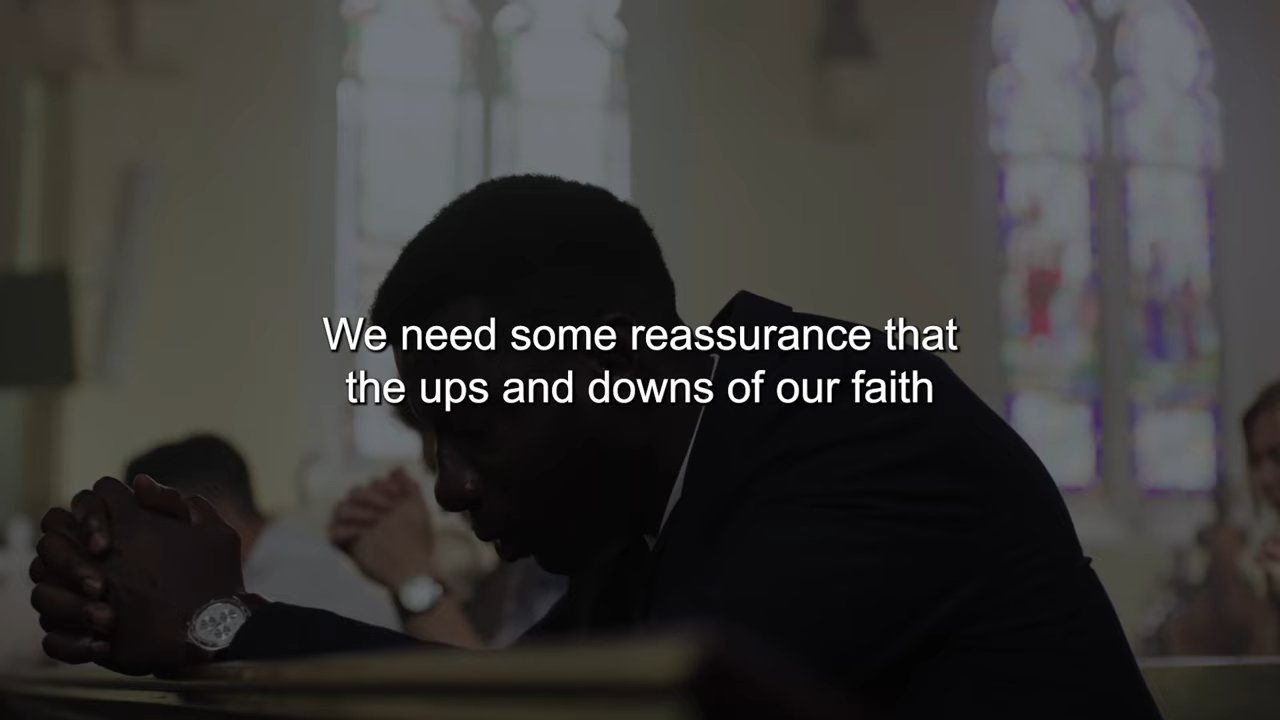 We need some reassurance that
the ups and downs of our faith